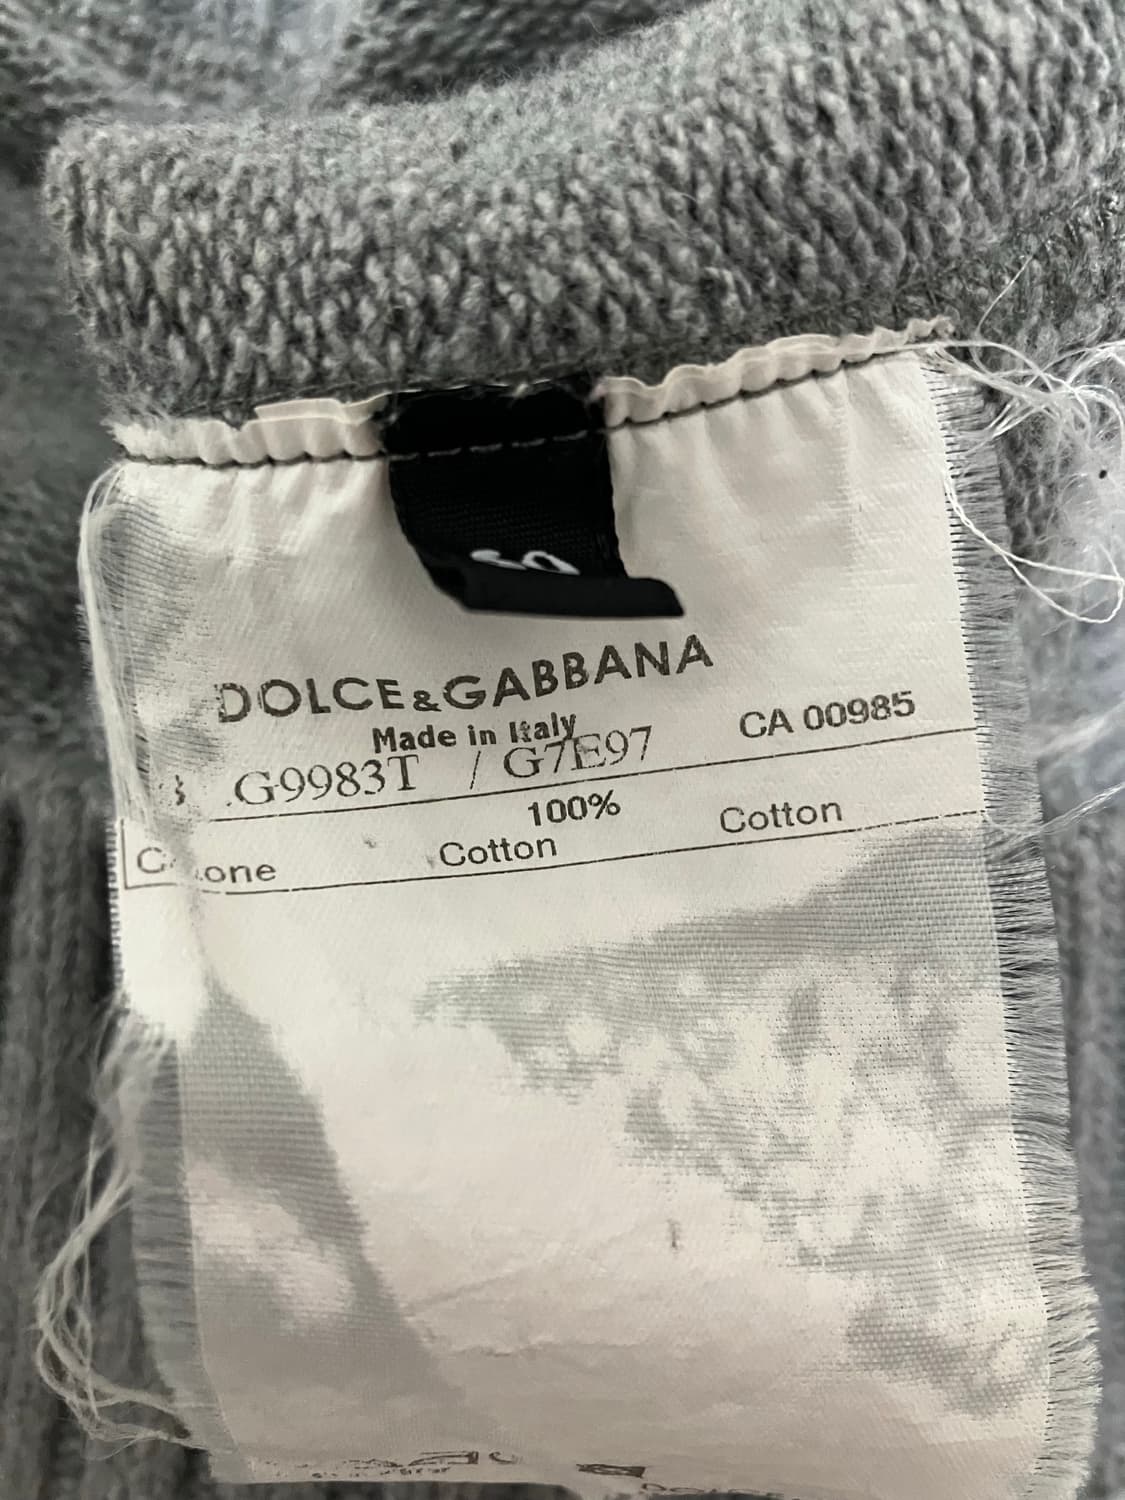 DOLCE&GABBANA
Made in Italy CA 00985
G9983T / G7E97
100%
Cotton Cotton